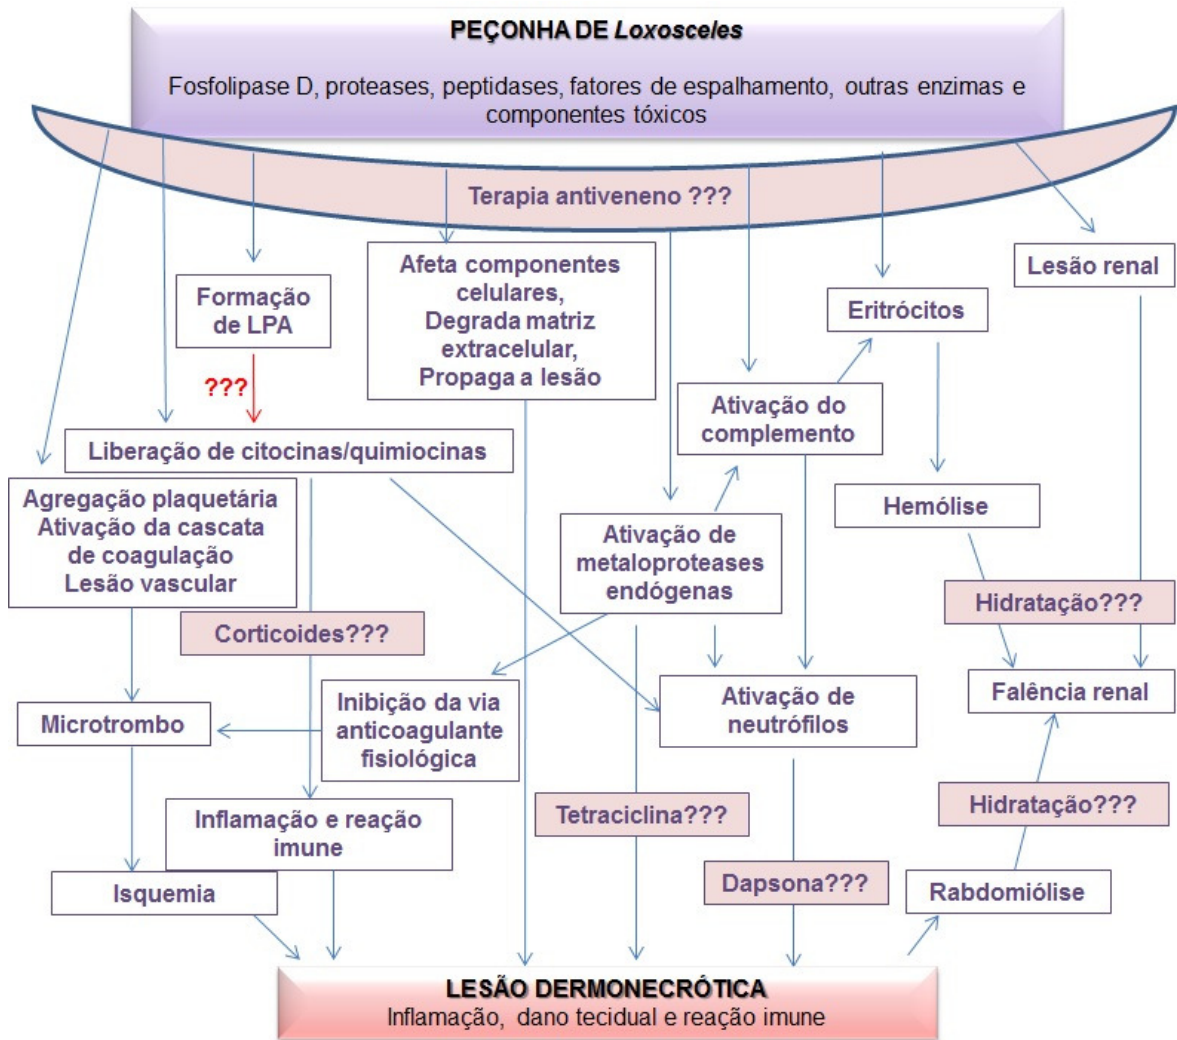 PEÇONHA DE Loxosceles
Fosfolipase D, proteases, peptidases, fatores de espalhamento, outras enzimas e
componentes tóxicos
Terapia antiveneno ???
Formação
de LPA
???
Afeta componentes
celulares,
Degrada matriz
extracelular,
Propaga a lesão
Lesão renal
Eritrócitos
Ativação do
complemento
Liberação de citocinas/quimiocinas
Agregação plaquetária
Ativação da cascata
de coagulação
Lesão vascular
Hemólise
Ativação de
metaloproteases
endógenas
Corticoides???
Hidratação???
Microtrombo
Inibição da via
anticoagulante
fisiológica
Ativação de
neutrófilos
Falência renal
Inflamação e reação
imune
Tetraciclina???
Hidratação???
Isquemia
Dapsona???
Rabdomiólise
LESÃO DERMONECRÓTICA
Inflamação, dano tecidual e reação imune